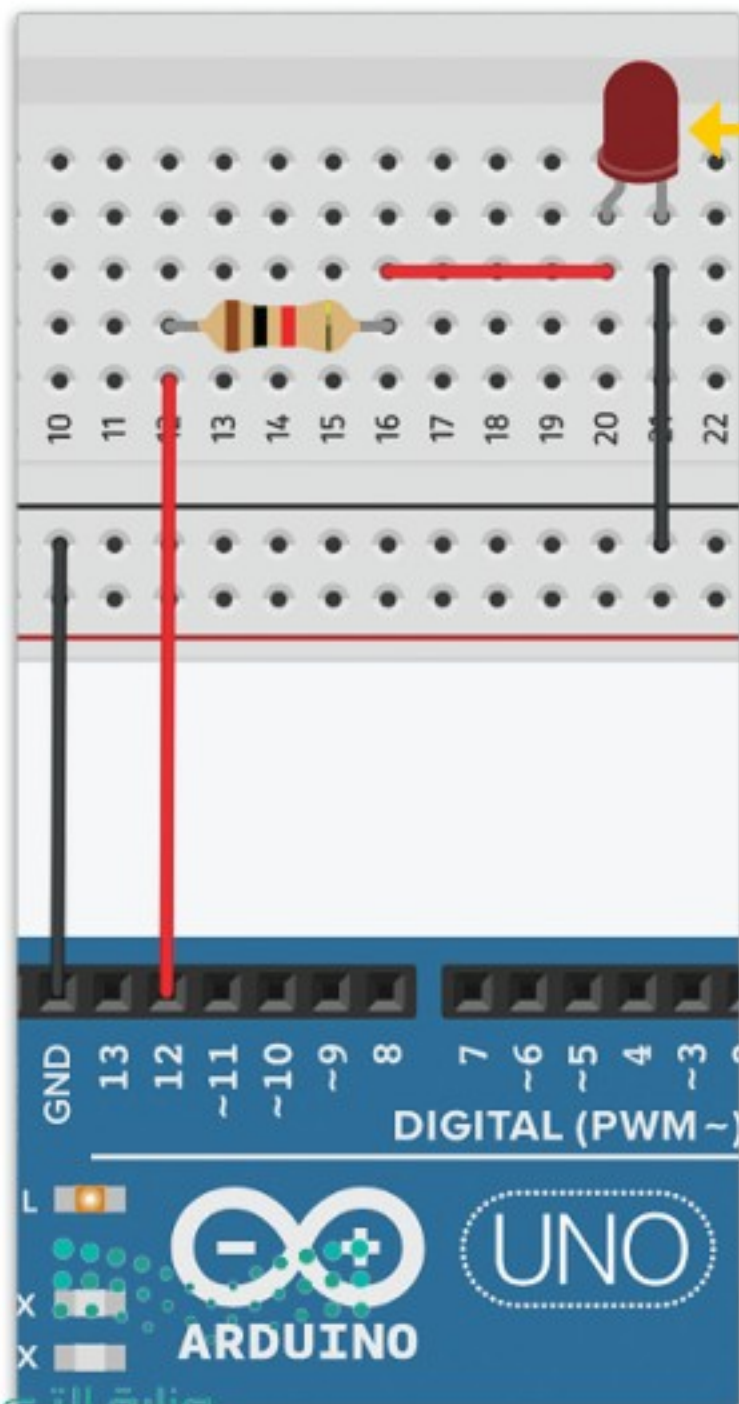 10 11 12 13 14 15 16 17 18 19 20 21 22
GND 13 12 ~11 ~10 ~9 8 7 ~6 ~5 4 ~3
DIGITAL (PWM~)
L
X
X
UNO
ARDUINO